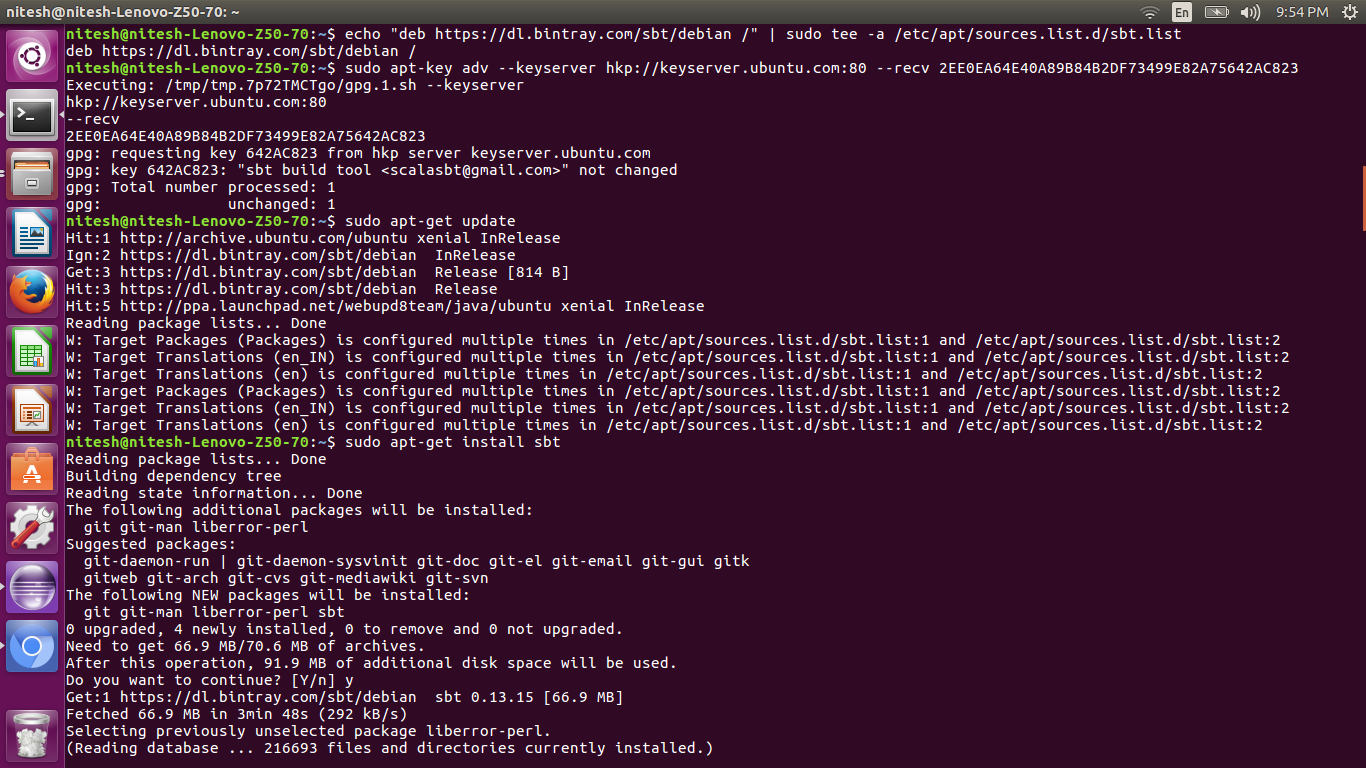 nitesh@nitesh-Lenovo-Z50-70: ~
En
9:54 PM
nitesh@nitesh-Lenovo-Z50-70:~$ echo "deb https://dl.bintray.com/sbt/debian /" | sudo tee -a /etc/apt/sources.list.d/sbt.list
deb https://dl.bintray.com/sbt/debian /
nitesh@nitesh-Lenovo-Z50-70:~$ sudo apt-key adv --keyserver hkp://keyserver.ubuntu.com:80 --recv 2EE0EA64E40A89B84B2DF73499E82A75642AC823
Executing: /tmp/tmp.7p72TMCTgo/gpg.1.sh --keyserver
hkp://keyserver.ubuntu.com:80
--recv
2EE0EA64E40A89B84B2DF73499E82A75642AC823
gpg: requesting key 642AC823 from hkp server keyserver.ubuntu.com
gpg: key 642AC823: "sbt build tool <scalasbt@gmail.com>" not changed
gpg: Total number processed: 1
gpg:              unchanged: 1
nitesh@nitesh-Lenovo-Z50-70:~$ sudo apt-get update
Hit:1 http://archive.ubuntu.com/ubuntu xenial InRelease
Ign:2 https://dl.bintray.com/sbt/debian  InRelease
Get:3 https://dl.bintray.com/sbt/debian  Release [814 B]
Hit:3 https://dl.bintray.com/sbt/debian  Release
Hit:5 http://ppa.launchpad.net/webupd8team/java/ubuntu xenial InRelease
Reading package lists... Done
W: Target Packages (Packages) is configured multiple times in /etc/apt/sources.list.d/sbt.list:1 and /etc/apt/sources.list.d/sbt.list:2
W: Target Translations (en_IN) is configured multiple times in /etc/apt/sources.list.d/sbt.list:1 and /etc/apt/sources.list.d/sbt.list:2
W: Target Translations (en) is configured multiple times in /etc/apt/sources.list.d/sbt.list:1 and /etc/apt/sources.list.d/sbt.list:2
W: Target Packages (Packages) is configured multiple times in /etc/apt/sources.list.d/sbt.list:1 and /etc/apt/sources.list.d/sbt.list:2
W: Target Translations (en_IN) is configured multiple times in /etc/apt/sources.list.d/sbt.list:1 and /etc/apt/sources.list.d/sbt.list:2
W: Target Translations (en) is configured multiple times in /etc/apt/sources.list.d/sbt.list:1 and /etc/apt/sources.list.d/sbt.list:2
nitesh@nitesh-Lenovo-Z50-70:~$ sudo apt-get install sbt
Reading package lists... Done
Building dependency tree
Reading state information... Done
The following additional packages will be installed:
  git git-man liberror-perl
Suggested packages:
  git-daemon-run | git-daemon-sysvinit git-doc git-el git-email git-gui gitk
  gitweb git-arch git-cvs git-mediawiki git-svn
The following NEW packages will be installed:
  git git-man liberror-perl sbt
0 upgraded, 4 newly installed, 0 to remove and 0 not upgraded.
Need to get 66.9 MB/70.6 MB of archives.
After this operation, 91.9 MB of additional disk space will be used.
Do you want to continue? [Y/n] y
Get:1 https://dl.bintray.com/sbt/debian  sbt 0.13.15 [66.9 MB]
Fetched 66.9 MB in 3min 48s (292 kB/s)
Selecting previously unselected package liberror-perl.
(Reading database ... 216693 files and directories currently installed.)